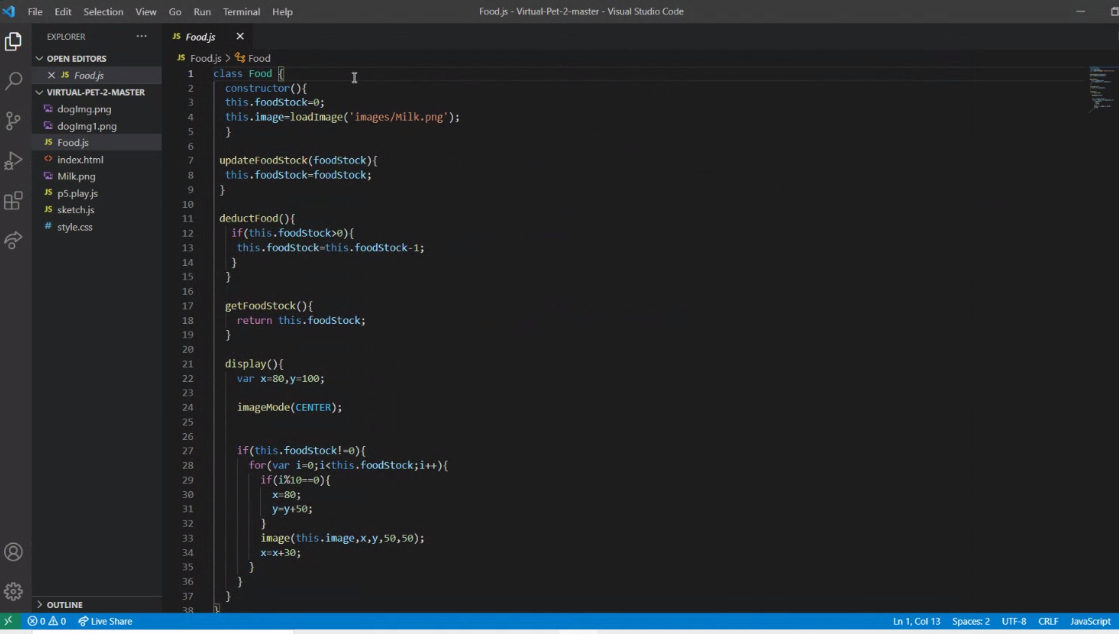 File Edit Selection View Go Run Terminal Help Food.js - Virtual-Pet-2-master - Visual Studio Code
EXPLORER ···
JS Food.js ×
OPEN EDITORS
× JS Food.js
VIRTUAL-PET-2-MASTER
dogImg.png
dogImg1.png
JS Food.js
<> index.html
Milk.png
JS p5.play.js
JS sketch.js
# style.css
OUTLINE
JS Food.js > Food
1 class Food {
2 constructor(){
3 this.foodStock=0;
4 this.image=loadImage('images/Milk.png');
5 }
6
7 updateFoodStock(foodStock){
8 this.foodStock=foodStock;
9 }
10
11 deductFood(){
12 if(this.foodStock>0){
13 this.foodStock=this.foodStock-1;
14 }
15 }
16
17 getFoodStock(){
18 return this.foodStock;
19 }
20
21 display(){
22 var x=80,y=100;
23
24 imageMode(CENTER);
25
26
27 if(this.foodStock!=0){
28 for(var i=0;i<this.foodStock;i++){
29 if(i%10==0){
30 x=80;
31 y=y+50;
32 }
33 image(this.image,x,y,50,50);
34 x=x+30;
35 }
36 }
37 }
38 }
0 0 Live Share Ln 1, Col 13 Spaces: 2 UTF-8 CRLF JavaScript